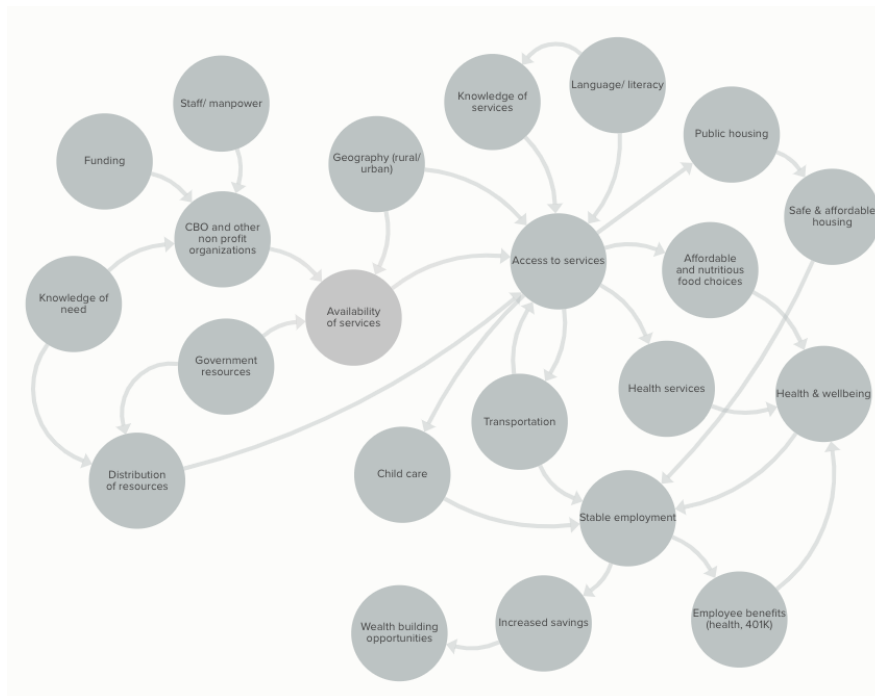 Staff/ manpower
Funding
CBO and other
non profit
organizations
Knowledge of
need
Government
resources
Distribution
of resources
Availability
of services
Geography (rural/
urban)
Knowledge of
services
Language/ literacy
Access to services
Public housing
Safe & affordable
housing
Affordable
and nutritious
food choices
Health services
Health & wellbeing
Transportation
Child care
Stable employment
Employee benefits
(health, 401K)
Increased savings
Wealth building
opportunities